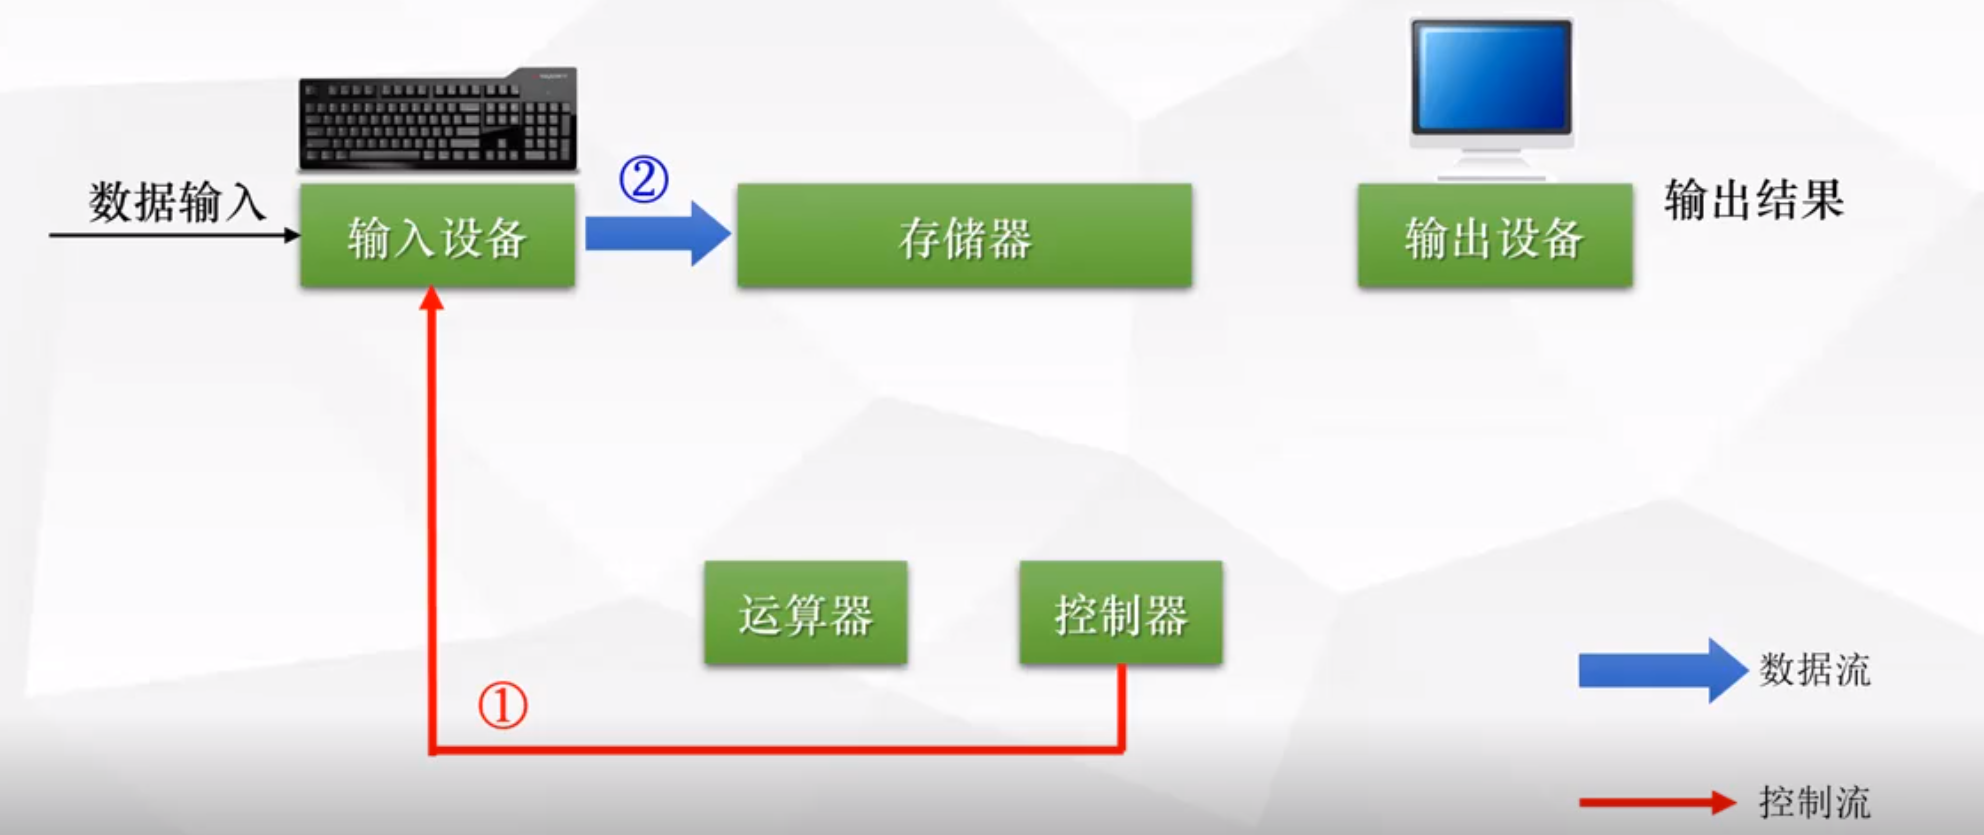 数据输入
输入设备
②
存储器
输出设备
输出结果
运算器
控制器
①
数据流
控制流